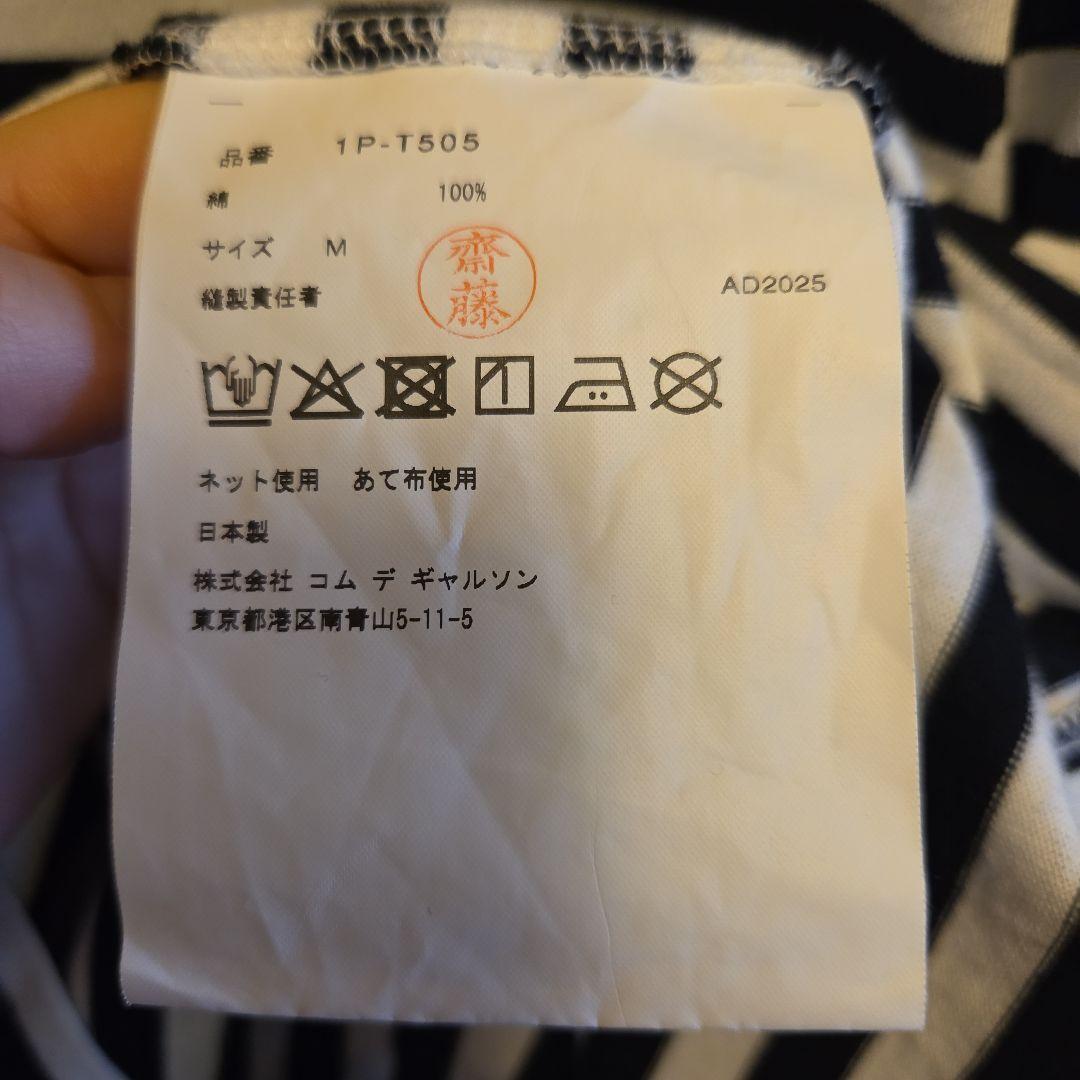 品番 1P-T505
綿 100%
サイズ M
縫製責任者 齋藤 AD2025
ネット使用 あて布使用
日本製
株式会社 コム デ ギャルソン
東京都港区南青山5-11-5